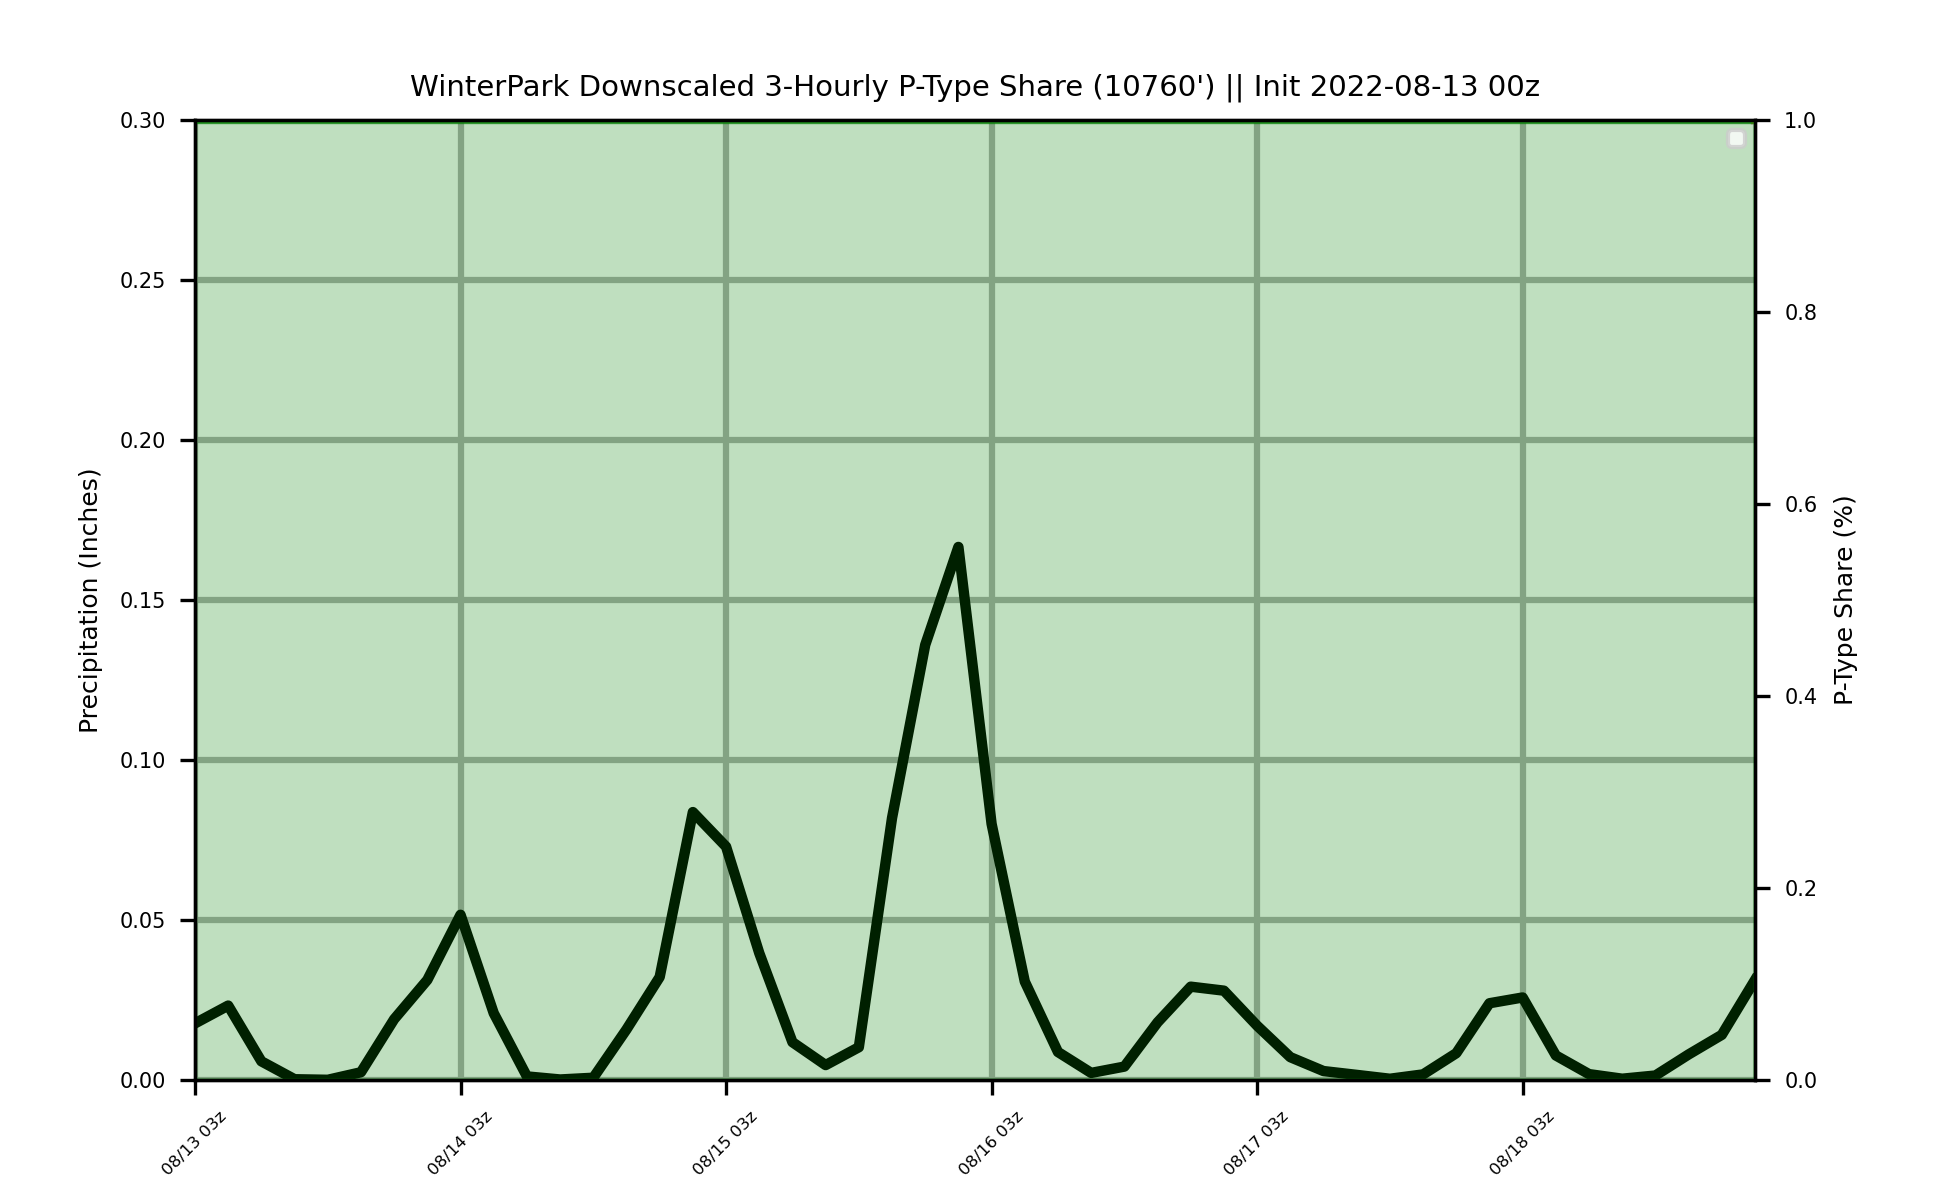 WinterPark Downscaled 3-Hourly P-Type Share (10760') || Init 2022-08-13 00z
0.30
0.25
0.20
0.15
0.10
0.05
0.00
Precipitation (Inches)
1.0
0.8
0.6
0.4
0.2
0.0
P-Type Share (%)
08/13 03z
08/14 03z
08/15 03z
08/16 03z
08/17 03z
08/18 03z